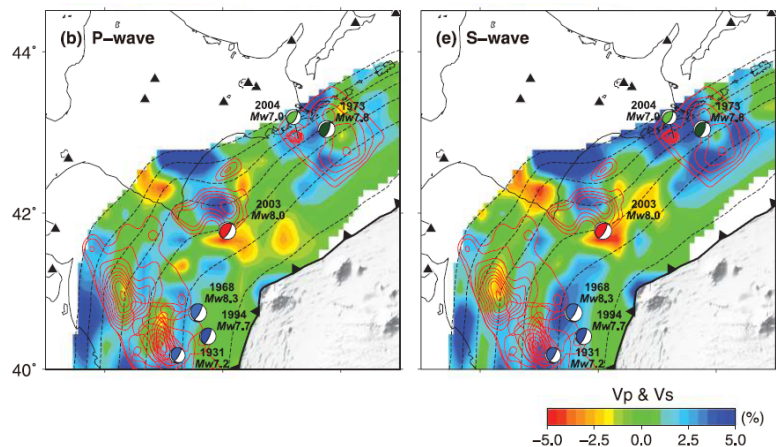 44°
(b) P-wave
(e) S-wave
2004
Mw7.0
1973
Mw7.8
2004
Mw7.0
1973
Mw7.8
42°
2003
Mw8.0
2003
Mw8.0
1968
Mw8.3
1968
Mw8.3
1994
Mw7.7
1994
Mw7.7
1931
Mw7.2
1931
Mw7.2
40°
Vp & Vs
(%)
-5.0 -2.5 0.0 2.5 5.0